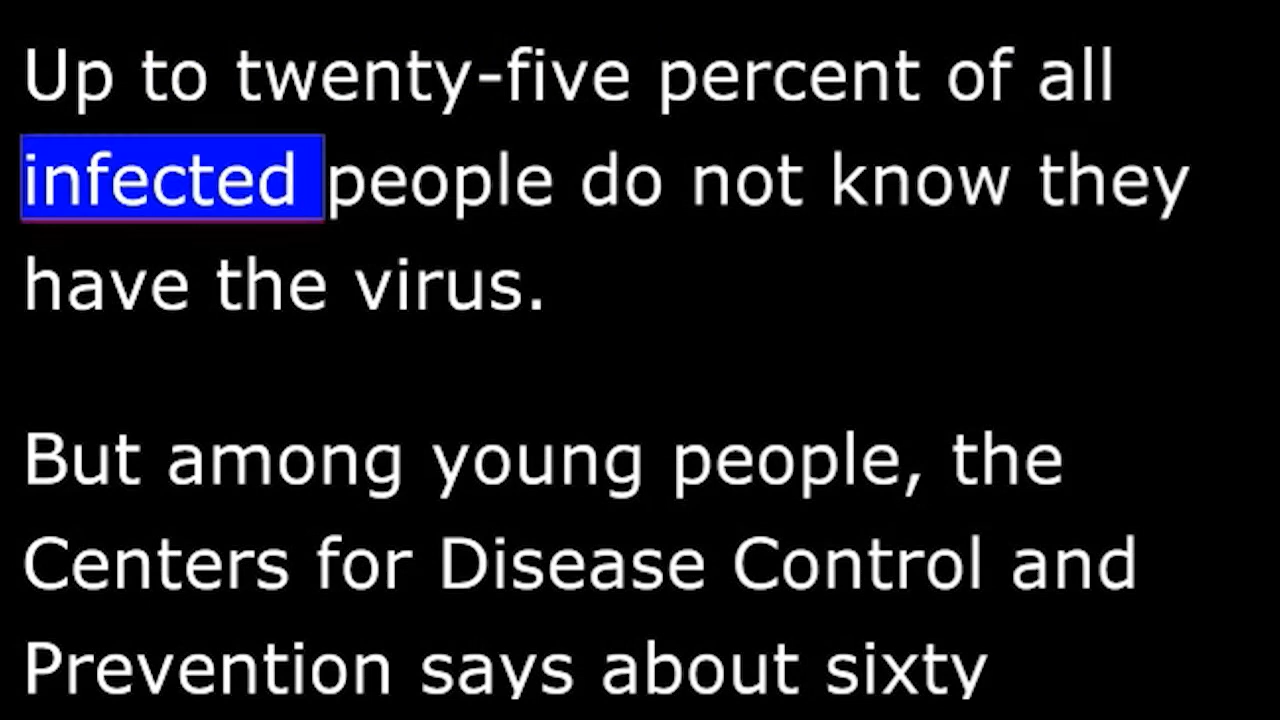 Up to twenty-five percent of all
infected people do not know they
have the virus.
But among young people, the
Centers for Disease Control and
Prevention says about sixty